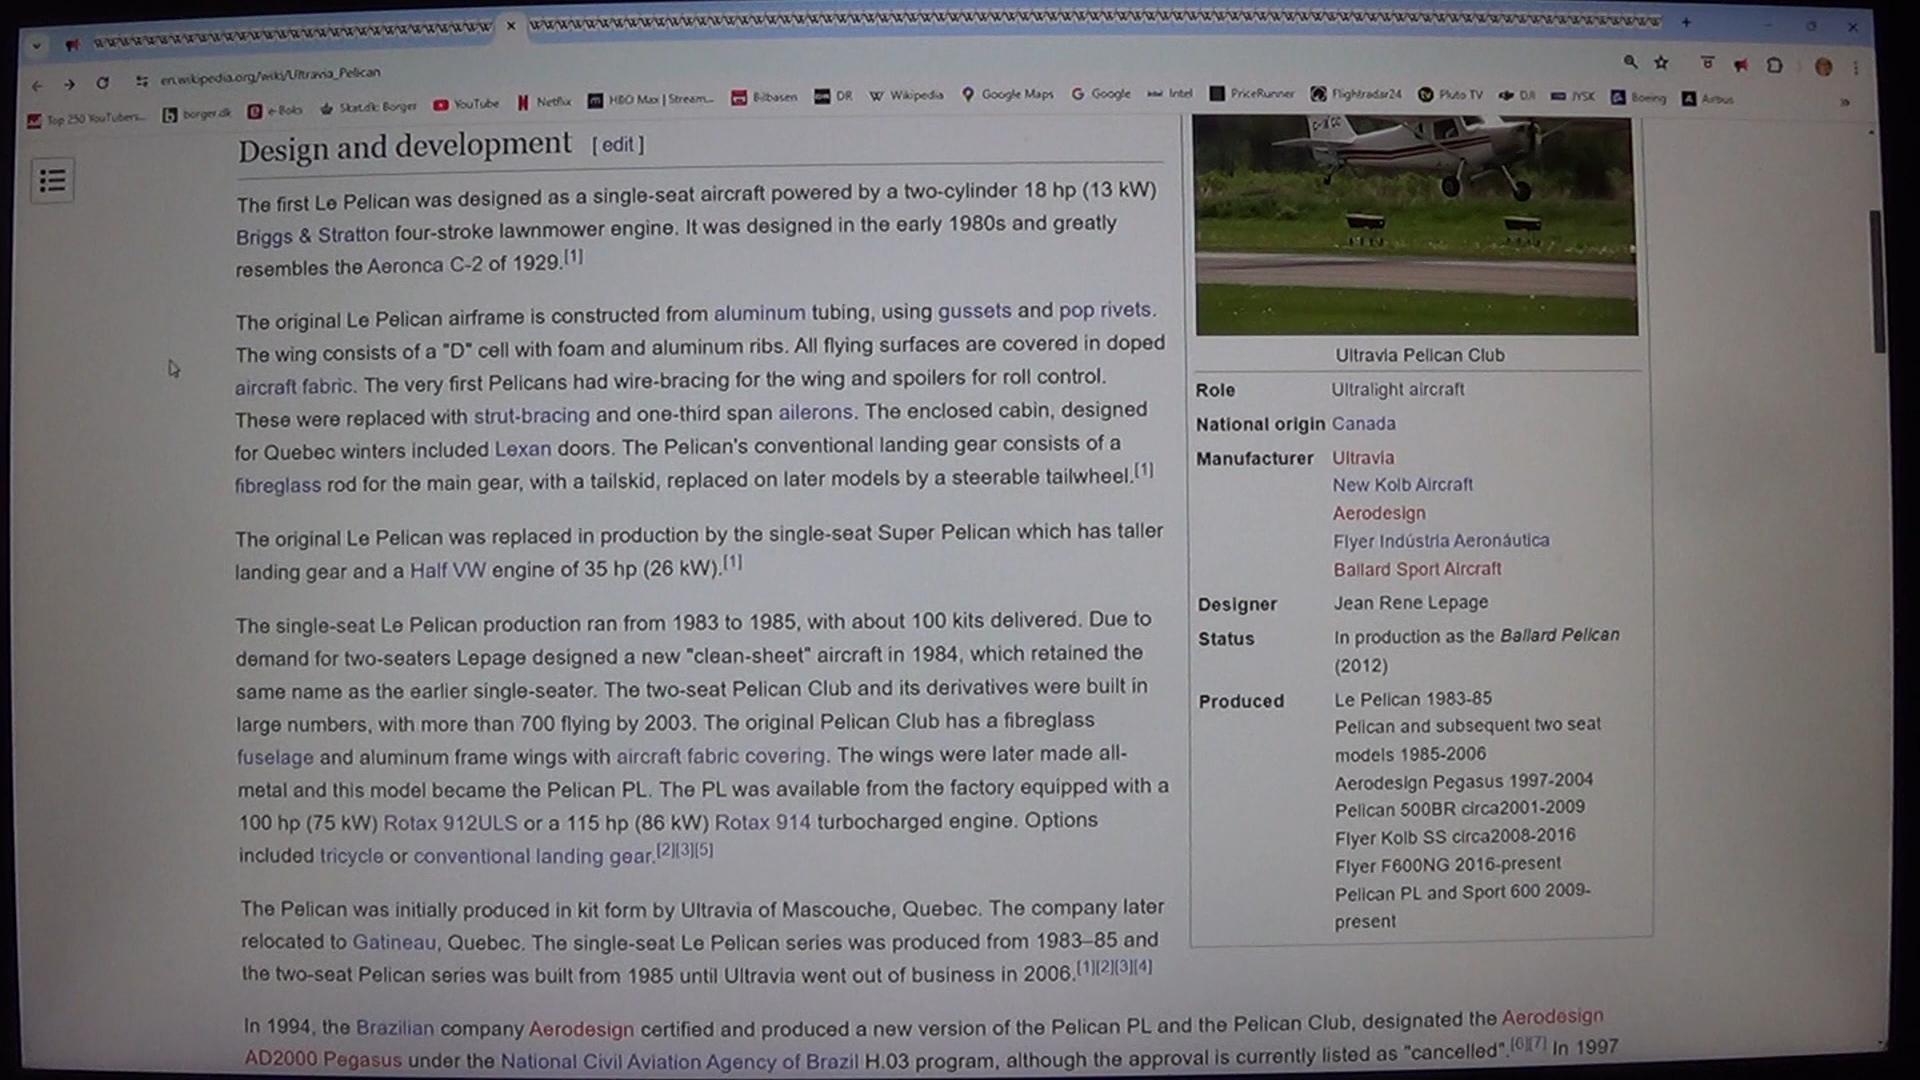 en.wikipedia.org/wiki/Ultravia_Pelican
Top 250 YouTubers...
borger.dk
e-Boks
Skat.dk: Borger
YouTube
Netflix
HBO Max | Stream...
Bilbasen
DR
Wikipedia
Google Maps
Google
Intel
PriceRunner
Flightradar24
Pluto TV
DJI
JYSK
Boeing
Airbus
Design and development [ edit ]
The first Le Pelican was designed as a single-seat aircraft powered by a two-cylinder 18 hp (13 kW)
Briggs & Stratton four-stroke lawnmower engine. It was designed in the early 1980s and greatly
resembles the Aeronca C-2 of 1929.[1]
The original Le Pelican airframe is constructed from aluminum tubing, using gussets and pop rivets.
The wing consists of a "D" cell with foam and aluminum ribs. All flying surfaces are covered in doped
aircraft fabric. The very first Pelicans had wire-bracing for the wing and spoilers for roll control.
These were replaced with strut-bracing and one-third span ailerons. The enclosed cabin, designed
for Quebec winters included Lexan doors. The Pelican's conventional landing gear consists of a
fibreglass rod for the main gear, with a tailskid, replaced on later models by a steerable tailwheel.[1]
The original Le Pelican was replaced in production by the single-seat Super Pelican which has taller
landing gear and a Half VW engine of 35 hp (26 kW).[1]
The single-seat Le Pelican production ran from 1983 to 1985, with about 100 kits delivered. Due to
demand for two-seaters Lepage designed a new "clean-sheet" aircraft in 1984, which retained the
same name as the earlier single-seater. The two-seat Pelican Club and its derivatives were built in
large numbers, with more than 700 flying by 2003. The original Pelican Club has a fibreglass
fuselage and aluminum frame wings with aircraft fabric covering. The wings were later made all-
metal and this model became the Pelican PL. The PL was available from the factory equipped with a
100 hp (75 kW) Rotax 912ULS or a 115 hp (86 kW) Rotax 914 turbocharged engine. Options
included tricycle or conventional landing gear.[2][3][5]
The Pelican was initially produced in kit form by Ultravia of Mascouche, Quebec. The company later
relocated to Gatineau, Quebec. The single-seat Le Pelican series was produced from 1983–85 and
the two-seat Pelican series was built from 1985 until Ultravia went out of business in 2006.[1][2][3][4]
In 1994, the Brazilian company Aerodesign certified and produced a new version of the Pelican PL and the Pelican Club, designated the Aerodesign
AD2000 Pegasus under the National Civil Aviation Agency of Brazil H.03 program, although the approval is currently listed as "cancelled".[6][7] In 1997
Ultravia Pelican Club
Role Ultralight aircraft
National origin Canada
Manufacturer Ultravia
New Kolb Aircraft
Aerodesign
Flyer Indústria Aeronáutica
Ballard Sport Aircraft
Designer Jean Rene Lepage
Status In production as the Ballard Pelican
(2012)
Produced Le Pelican 1983-85
Pelican and subsequent two seat
models 1985-2006
Aerodesign Pegasus 1997-2004
Pelican 500BR circa2001-2009
Flyer Kolb SS circa2008-2016
Flyer F600NG 2016-present
Pelican PL and Sport 600 2009-
present